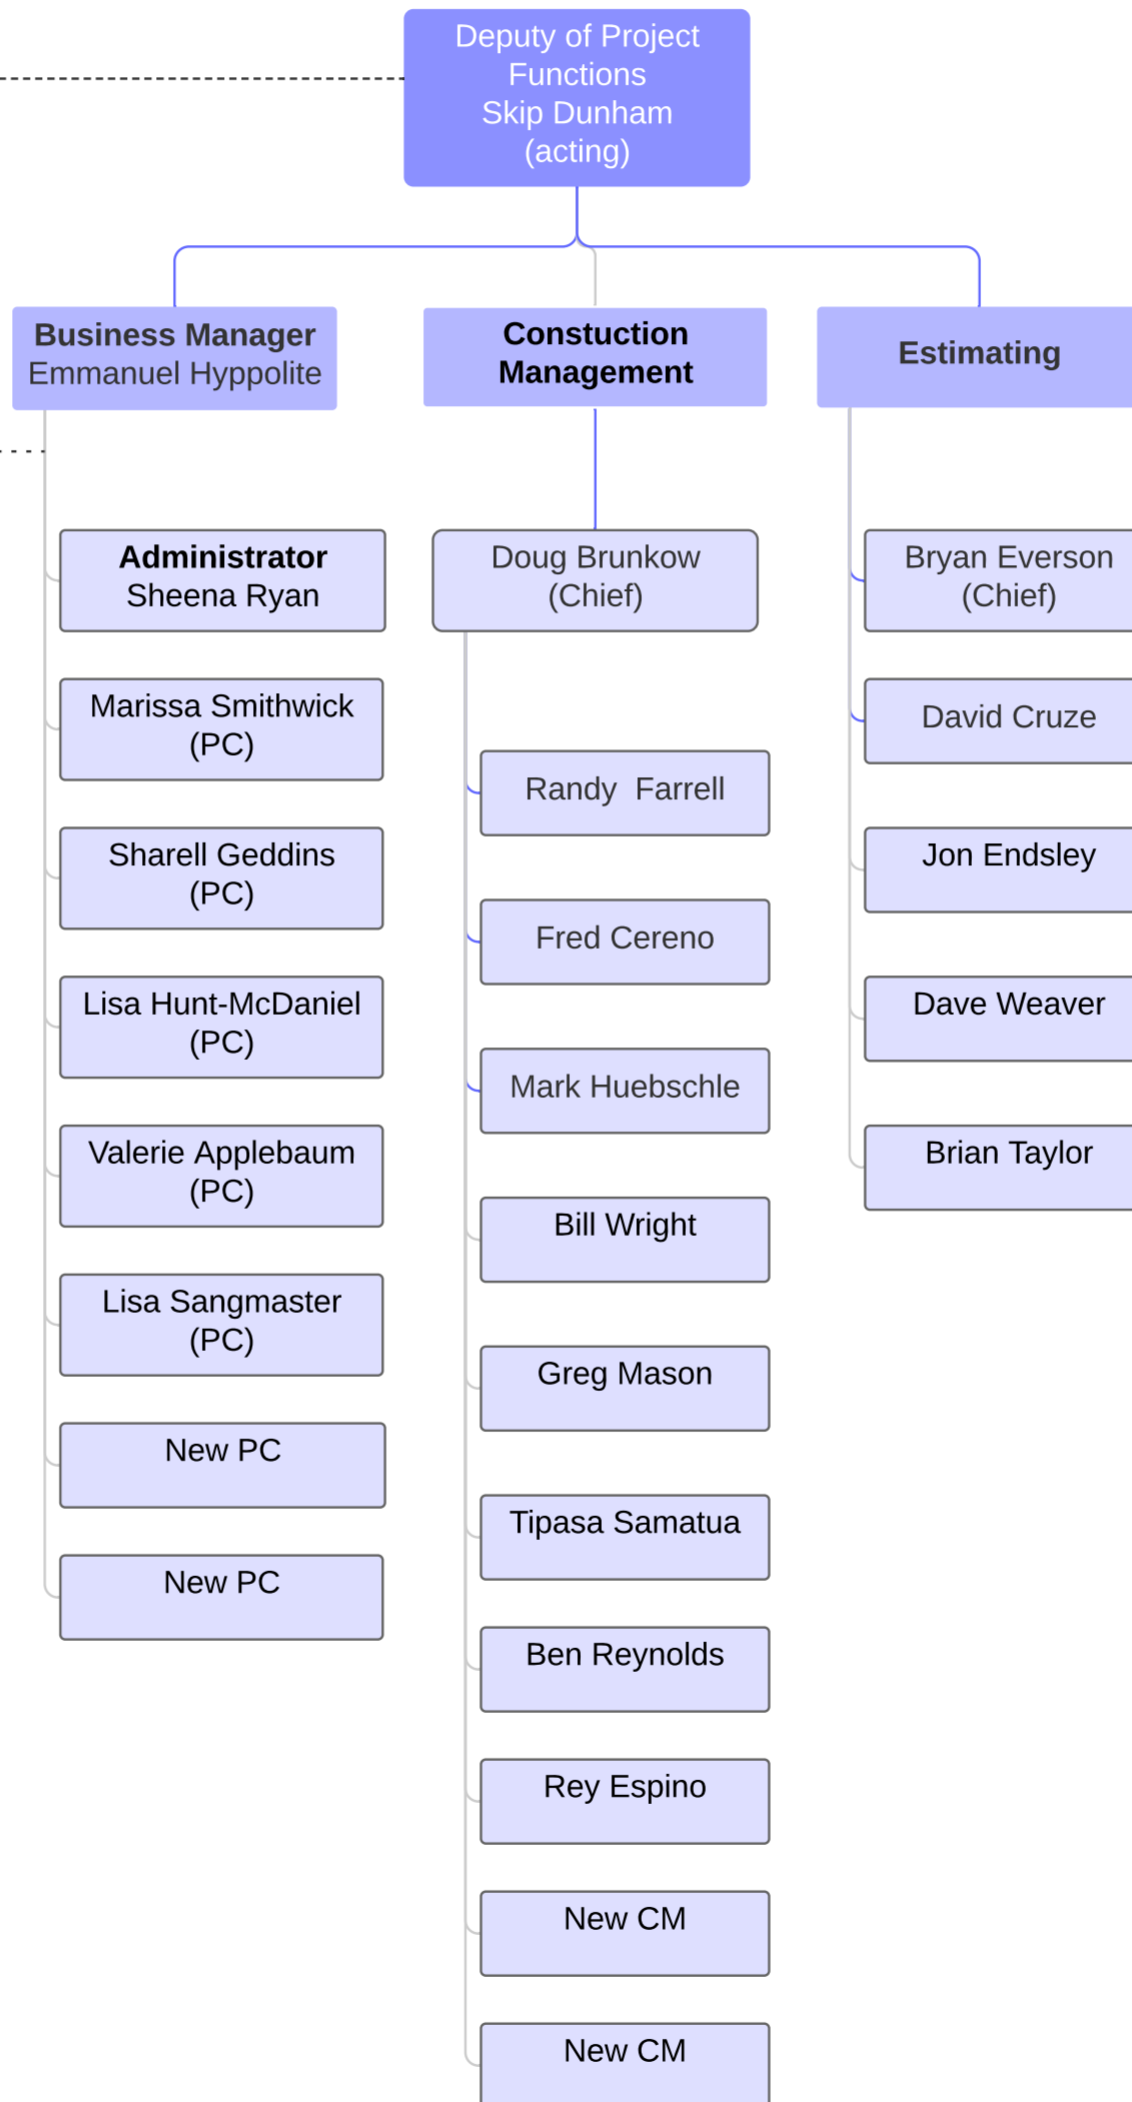 Deputy of Project
Functions
Skip Dunham
(acting)
Business Manager
Emmanuel Hyppolite
Constuction
Management
Estimating
Administrator
Sheena Ryan
Marissa Smithwick
(PC)
Sharell Geddins
(PC)
Lisa Hunt-McDaniel
(PC)
Valerie Applebaum
(PC)
Lisa Sangmaster
(PC)
New PC
New PC
Doug Brunkow
(Chief)
Randy  Farrell
Fred Cereno
Mark Huebschle
Bill Wright
Greg Mason
Tipasa Samatua
Ben Reynolds
Rey Espino
New CM
New CM
Bryan Everson
(Chief)
David Cruze
Jon Endsley
Dave Weaver
Brian Taylor